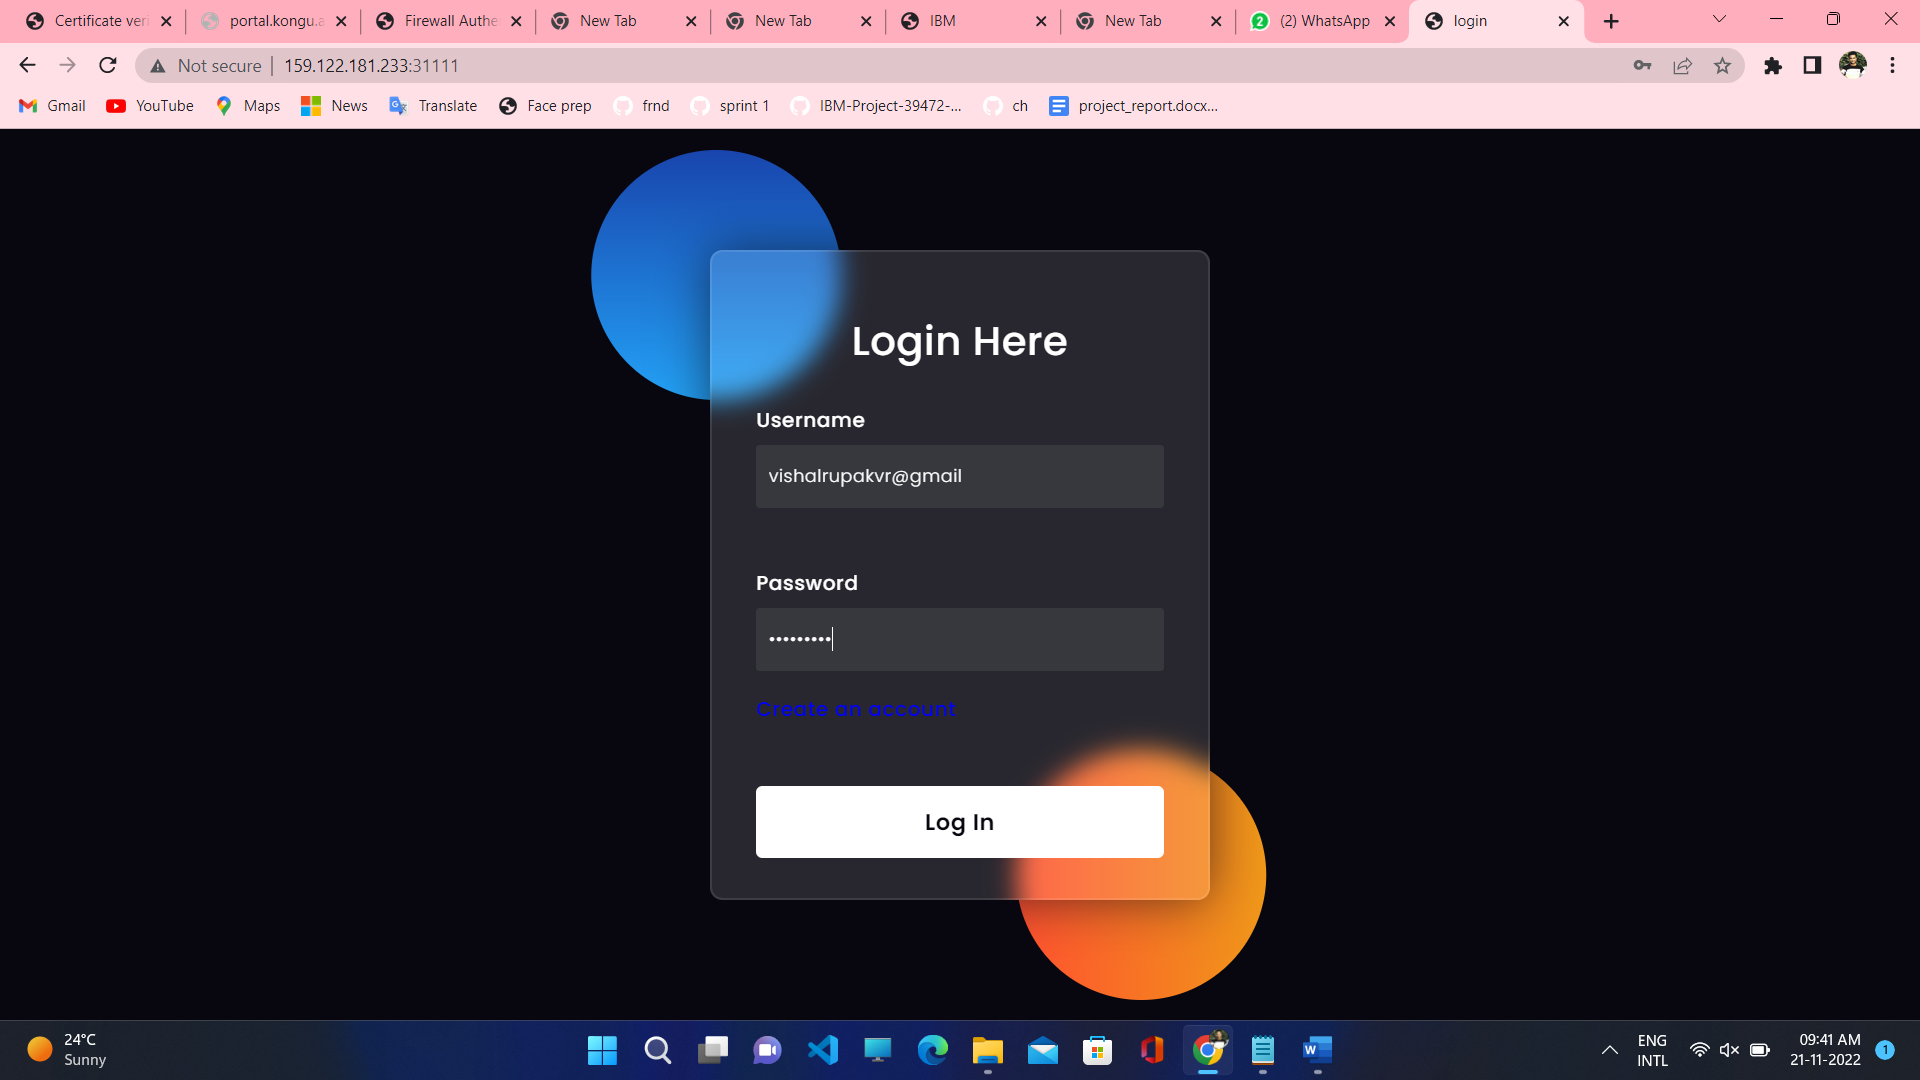 Certificate veri
portal.kongu.a
Firewall Authe
New Tab
New Tab
IBM
New Tab
(2) WhatsApp
login
Not secure
159.122.181.233:31111
Gmail
YouTube
Maps
News
Translate
Face prep
frnd
sprint 1
IBM-Project-39472-...
ch
project_report.docx...
Login Here
Username
vishalrupakvr@gmail
Password
•••••••••
Create an account
Log In
24°C
Sunny
ENG
INTL
09:41 AM
21-11-2022
1